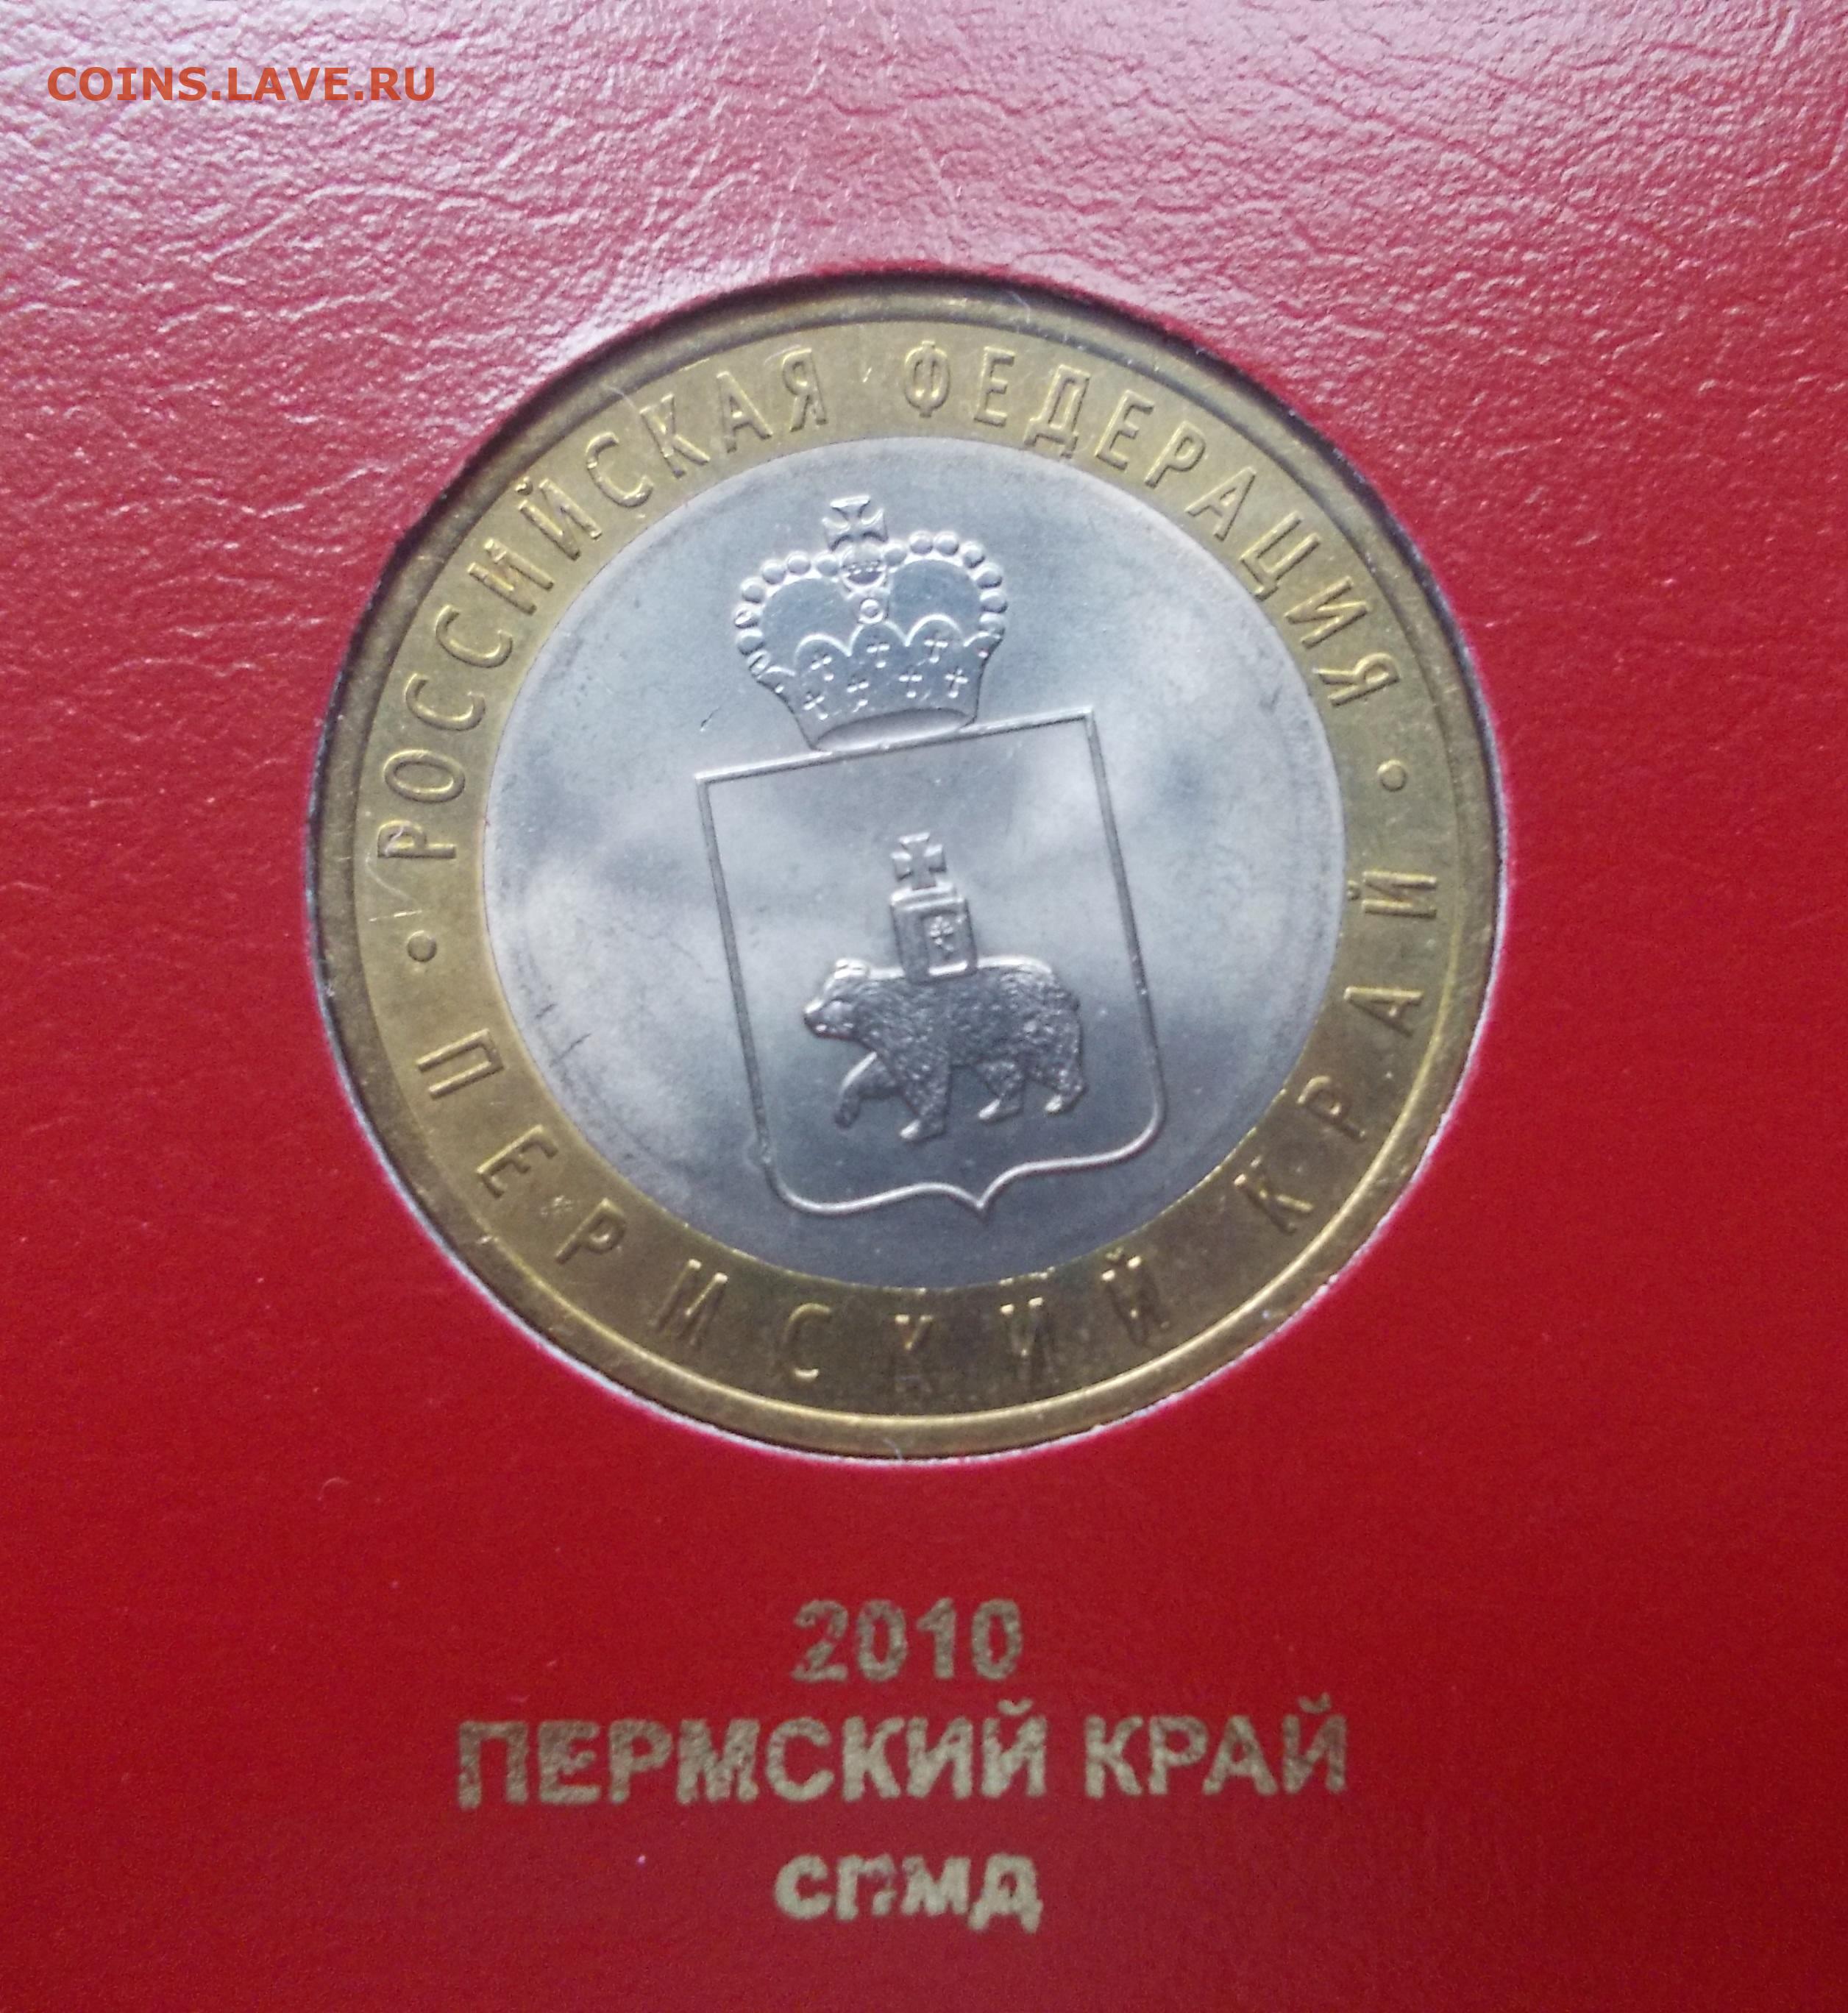 COINS.LAVE.RU
• РОССИЙСКАЯ ФЕДЕРАЦИЯ •
ПЕРМСКИЙ КРАЙ
2010
ПЕРМСКИЙ КРАЙ
СПМД